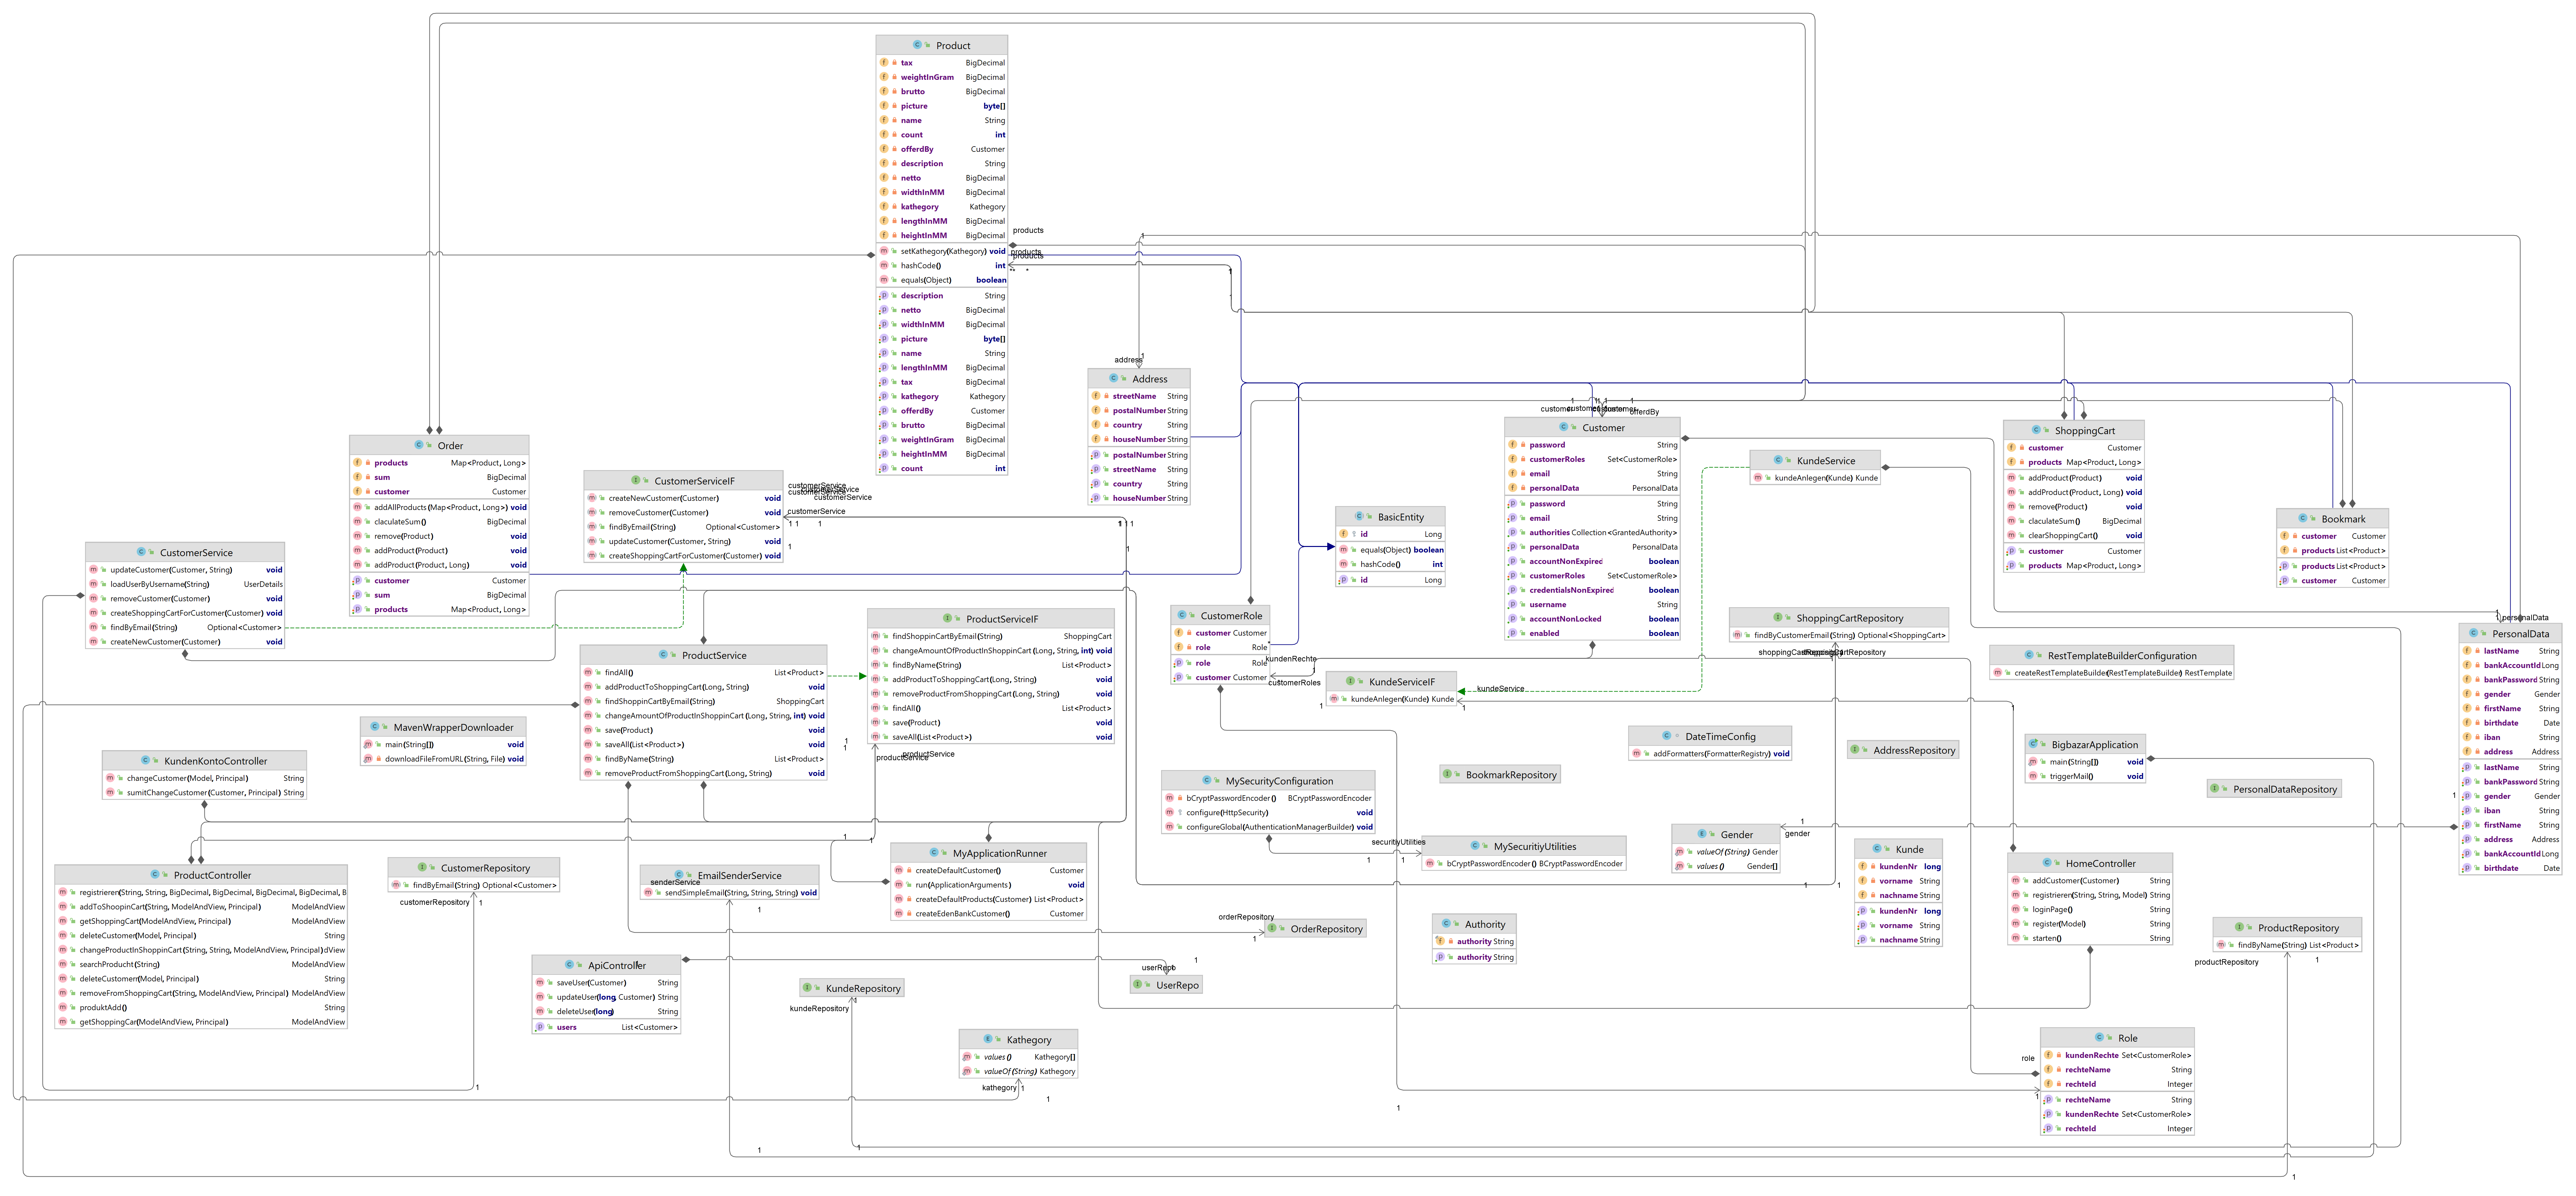 Product
tax BigDecimal
weightInGram BigDecimal
brutto BigDecimal
picture byte[]
name String
count int
offerdBy Customer
description String
netto BigDecimal
widthInMM BigDecimal
kathegory Kathegory
lengthInMM BigDecimal
heightInMM BigDecimal
setKathegory(Kathegory) void
hashCode() int
equals(Object) boolean
description String
netto BigDecimal
widthInMM BigDecimal
picture byte[]
name String
lengthInMM BigDecimal
tax BigDecimal
kathegory Kathegory
offerdBy Customer
brutto BigDecimal
weightInGram BigDecimal
heightInMM BigDecimal
count int
products
products
products
address
Address
streetName String
postalNumber String
country String
houseNumber String
postalNumber String
streetName String
country String
houseNumber String
Order
products Map<Product, Long>
sum BigDecimal
customer Customer
addAllProducts(Map<Product, Long>) void
claculateSum() BigDecimal
remove(Product) void
addProduct(Product) void
addProduct(Product, Long) void
customer Customer
sum BigDecimal
products Map<Product, Long>
CustomerServiceIF
createNewCustomer(Customer) void
removeCustomer(Customer) void
findByEmail(String) Optional<Customer>
updateCustomer(Customer, String) void
createShoppingCartForCustomer(Customer) void
customerService
customerService
customerService
CustomerService
updateCustomer(Customer, String) void
loadUserByUsername(String) UserDetails
removeCustomer(Customer) void
createShoppingCartForCustomer(Customer) void
findByEmail(String) Optional<Customer>
createNewCustomer(Customer) void
BasicEntity
id Long
equals(Object) boolean
hashCode() int
id Long
customer
offerdBy
Customer
password String
customerRoles Set<CustomerRole>
email String
personalData PersonalData
password String
email String
authorities Collection<GrantedAuthority>
personalData PersonalData
accountNonExpired boolean
customerRoles Set<CustomerRole>
credentialsNonExpired boolean
username String
accountNonLocked boolean
enabled boolean
KundeService
kundeAnlegen(Kunde) Kunde
ShoppingCart
customer Customer
products Map<Product, Long>
addProduct(Product) void
addProduct(Product, Long) void
remove(Product) void
claculateSum() BigDecimal
clearShoppingCart() void
customer Customer
products Map<Product, Long>
Bookmark
customer Customer
products List<Product>
products List<Product>
customer Customer
CustomerRole
customer Customer
role Role
role Role
customer Customer
kundenRechte
customerRoles
ProductServiceIF
findShoppinCartByEmail(String) ShoppingCart
changeAmountOfProductInShoppinCart(Long, String, int) void
findByName(String) List<Product>
addProductToShoppingCart(Long, String) void
removeProductFromShoppingCart(Long, String) void
findAll() List<Product>
save(Product) void
saveAll(List<Product>) void
productService
productService
ProductService
findAll() List<Product>
addProductToShoppingCart(Long, String) void
findShoppinCartByEmail(String) ShoppingCart
changeAmountOfProductInShoppinCart(Long, String, int) void
save(Product) void
saveAll(List<Product>) void
findByName(String) List<Product>
removeProductFromShoppingCart(Long, String) void
ShoppingCartRepository
findByCustomerEmail(String) Optional<ShoppingCart>
RestTemplateBuilderConfiguration
createRestTemplateBuilder(RestTemplateBuilder) RestTemplate
personalData
PersonalData
lastName String
bankAccountId Long
bankPassword String
gender Gender
firstName String
birthdate Date
iban String
address Address
lastName String
bankPassword String
gender Gender
iban String
firstName String
address Address
bankAccountId Long
birthdate Date
KundeServiceIF
kundeAnlegen(Kunde) Kunde
kundeService
MavenWrapperDownloader
main(String[]) void
downloadFileFromURL(String, File) void
KundenKontoController
changeCustomer(Model, Principal) String
sumitChangeCustomer(Customer, Principal) String
DateTimeConfig
addFormatters(FormatterRegistry) void
AddressRepository
BigbazarApplication
main(String[]) void
triggerMail() void
BookmarkRepository
PersonalDataRepository
MySecurityConfiguration
bCryptPasswordEncoder() BCryptPasswordEncoder
configure(HttpSecurity) void
configureGlobal(AuthenticationManagerBuilder) void
securitiyUtilities
MySecuritiyUtilities
bCryptPasswordEncoder() BCryptPasswordEncoder
Gender
valueOf(String) Gender
values() Gender[]
gender
Kunde
kundenNr long
vorname String
nachname String
kundenNr long
vorname String
nachname String
HomeController
addCustomer(Customer) String
registrieren(String, String, Model) String
loginPage() String
register(Model) String
starten() String
ProductController
registrieren(String, String, BigDecimal, BigDecimal, BigDecimal, BigDecimal, B
addToShoopinCart(String, ModelAndView, Principal) ModelAndView
getShoppingCart(ModelAndView, Principal) ModelAndView
deleteCustomer(Model, Principal) String
changeProductInShoppinCart(String, String, ModelAndView, Principal)dView
searchProducht(String) ModelAndView
deleteCustomer(Model, Principal) String
removeFromShoppingCart(String, ModelAndView, Principal) ModelAndView
produktAdd() String
getShoppingCar(ModelAndView, Principal) ModelAndView
CustomerRepository
findByEmail(String) Optional<Customer>
customerRepository
EmailSenderService
senderService
sendSimpleEmail(String, String, String) void
MyApplicationRunner
createDefaultCustomer() Customer
run(ApplicationArguments) void
createDefaultProducts(Customer) List<Product>
createEdenBankCustomer() Customer
orderRepository
OrderRepository
Authority
authority String
authority String
ProductRepository
findByName(String) List<Product>
productRepository
ApiController
saveUser(Customer) String
updateUser(long, Customer) String
deleteUser(long) String
users List<Customer>
userRepo
UserRepo
KundeRepository
kundeRepository
Kathegory
values() Kathegory[]
valueOf(String) Kathegory
kathegory
role
Role
kundenRechte Set<CustomerRole>
rechteName String
rechteId Integer
rechteName String
kundenRechte Set<CustomerRole>
rechteId Integer